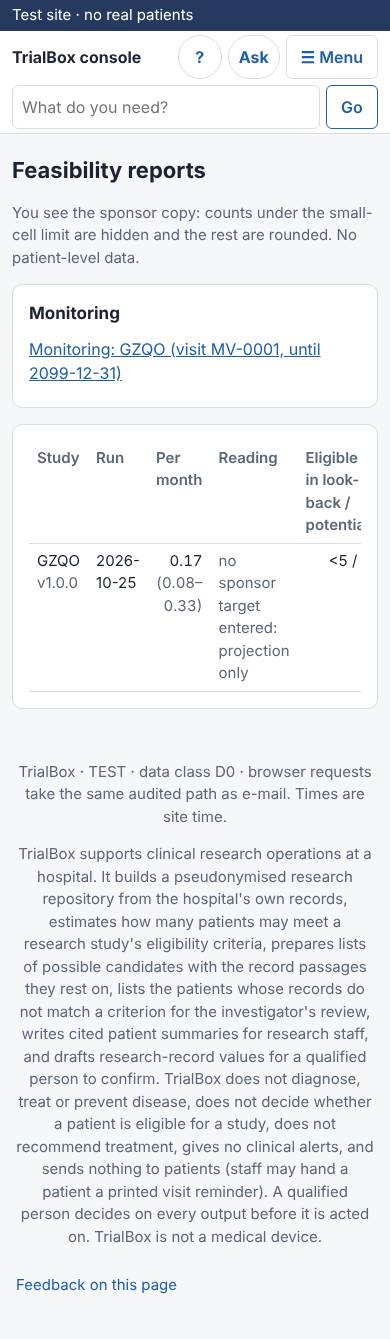 Test site · no real patients
TrialBox console
?
Ask
☰ Menu
What do you need?
Go
Feasibility reports
You see the sponsor copy: counts under the small-
cell limit are hidden and the rest are rounded. No
patient-level data.
Monitoring
Monitoring: GZQO (visit MV-0001, until
2099-12-31)
Study Run Per Reading Eligible
month in look-
back /
potentia
GZQO 2026- 0.17 no <5 /
v1.0.0 10-25 (0.08– sponsor
0.33) target
entered:
projection
only
TrialBox · TEST · data class D0 · browser requests
take the same audited path as e-mail. Times are
site time.
TrialBox supports clinical research operations at a
hospital. It builds a pseudonymised research
repository from the hospital's own records,
estimates how many patients may meet a
research study's eligibility criteria, prepares lists
of possible candidates with the record passages
they rest on, lists the patients whose records do
not match a criterion for the investigator's review,
writes cited patient summaries for research staff,
and drafts research-record values for a qualified
person to confirm. TrialBox does not diagnose,
treat or prevent disease, does not decide whether
a patient is eligible for a study, does not
recommend treatment, gives no clinical alerts, and
sends nothing to patients (staff may hand a
patient a printed visit reminder). A qualified
person decides on every output before it is acted
on. TrialBox is not a medical device.
Feedback on this page